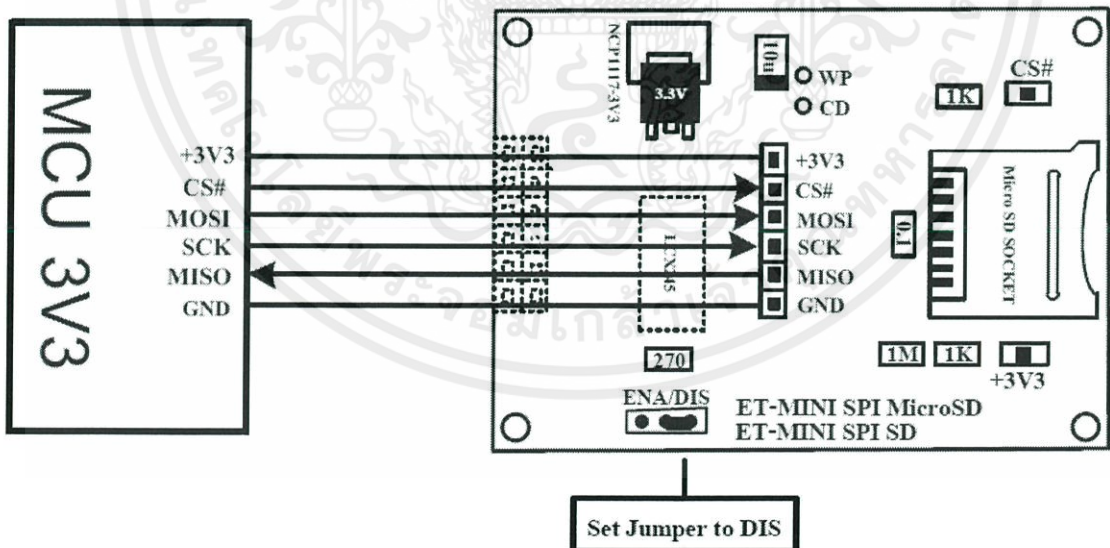 MCU 3V3
+3V3
CS#
MOSI
SCK
MISO
GND
NCP1117-3V3
3.3V
10u
WP
CD
1K
CS#
+3V3
CS#
MOSI
SCK
MISO
GND
0.1
Micro SD SOCKET
270
1M
1K
+3V3
ENA/DIS
ET-MINI SPI MicroSD
ET-MINI SPI SD
Set Jumper to DIS